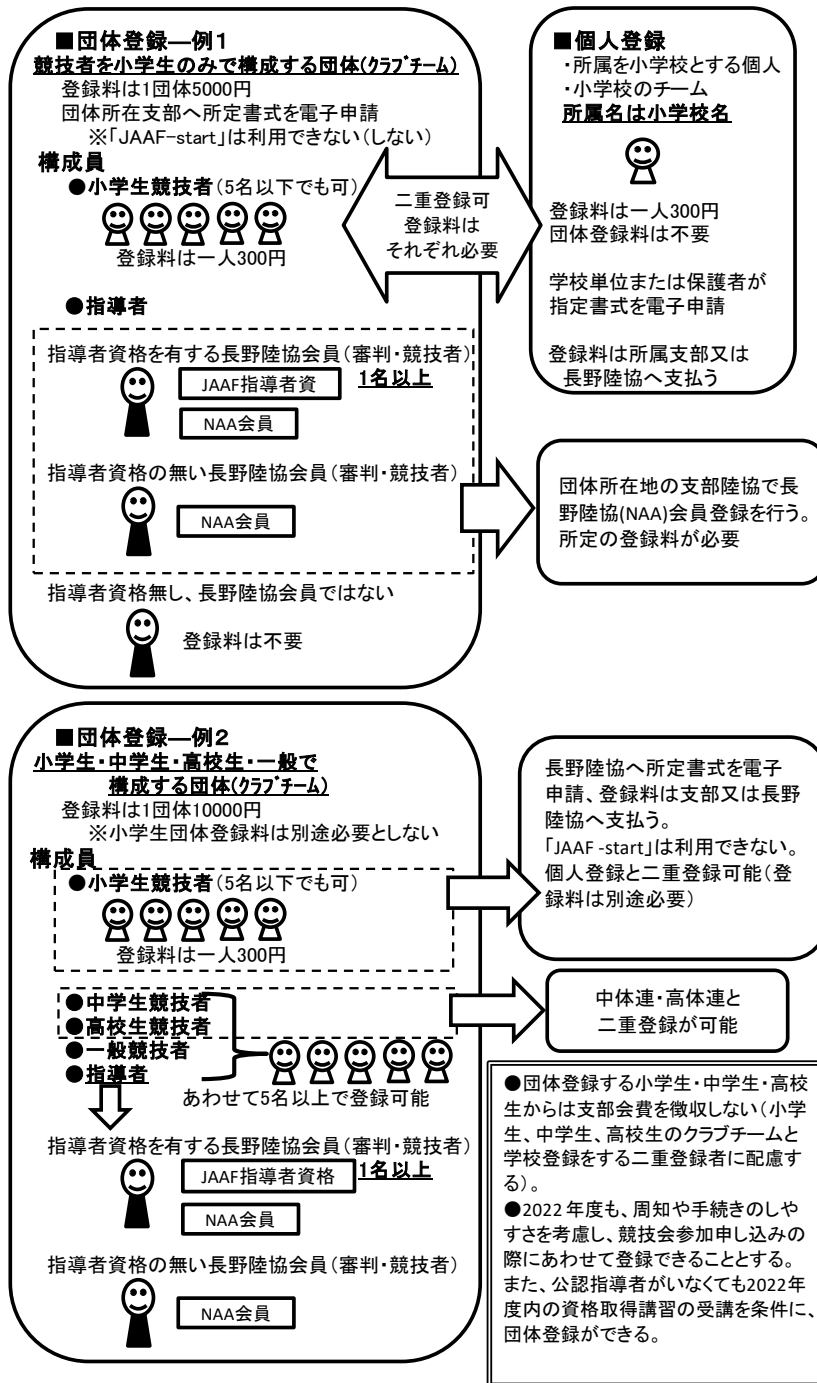 ■団体登録―例1
競技者を小学生のみで構成する団体(クラブチーム)
登録料は1団体5000円
団体所在支部へ所定書式を電子申請
※「JAAF-start」は利用できない(しない)
構成員
●小学生競技者(5名以下でも可)
登録料は一人300円
二重登録可
登録料は
それぞれ必要
■個人登録
・所属を小学校とする個人
・小学校のチーム
所属名は小学校名
登録料は一人300円
団体登録料は不要
学校単位または保護者が
指定書式を電子申請
登録料は所属支部又は
長野陸協へ支払う
●指導者
指導者資格を有する長野陸協会員(審判・競技者)
JAAF指導者資
1名以上
NAA会員
指導者資格の無い長野陸協会員(審判・競技者)
NAA会員
団体所在地の支部陸協で長
野陸協(NAA)会員登録を行う。
所定の登録料が必要
指導者資格無し、長野陸協会員ではない
登録料は不要
■団体登録―例2
小学生・中学生・高校生・一般で
構成する団体(クラブチーム)
登録料は1団体10000円
※小学生団体登録料は別途必要としない
構成員
●小学生競技者(5名以下でも可)
登録料は一人300円
長野陸協へ所定書式を電子
申請、登録料は支部又は長野
陸協へ支払う。
「JAAF -start」は利用できない。
個人登録と二重登録可能(登
録料は別途必要)
●中学生競技者
●高校生競技者
●一般競技者
●指導者
あわせて5名以上で登録可能
中体連・高体連と
二重登録が可能
指導者資格を有する長野陸協会員(審判・競技者)
JAAF指導者資格
1名以上
NAA会員
指導者資格の無い長野陸協会員(審判・競技者)
NAA会員
●団体登録する小学生・中学生・高校
生からは支部会費を徴収しない(小学
生、中学生、高校生のクラブチームと
学校登録をする二重登録者に配慮す
る)。
●2022 年度も、周知や手続きのしや
すさを考慮し、競技会参加申し込みの
際にあわせて登録できることとする。
また、公認指導者がいなくても2022年
度内の資格取得講習の受講を条件に、
団体登録ができる。